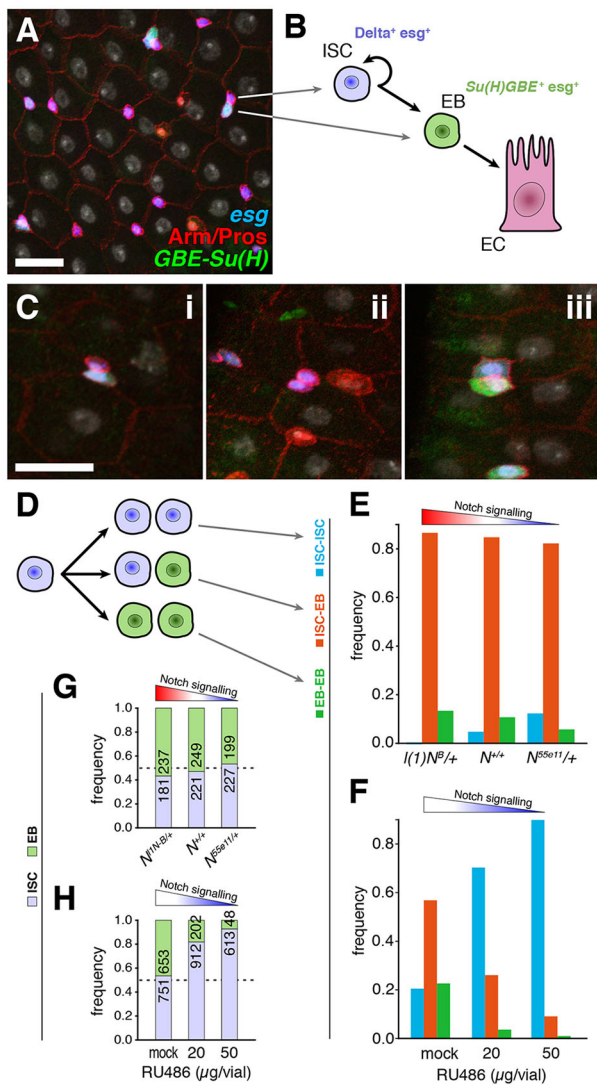 A
esg
Arm/Pros
GBE-Su(H)
B
Delta⁺ esg⁺
ISC
Su(H)GBE⁺ esg⁺
EB
EC
C
i
ii
iii
D
ISC-ISC
ISC-EB
EB-EB
E
Notch signalling
frequency
0.8
0.6
0.4
0.2
0.0
l(1)Nᴮ/+
N⁺/⁺
N⁵⁵ᵉ¹¹/+
G
Notch signalling
frequency
1.0
0.8
0.6
0.4
0.2
0.0
237
249
199
181
221
227
Nˡ¹ᴺ⁻ᴮ/⁺
N⁺/⁺
N⁵⁵ᵉ¹¹/⁺
EB
ISC
F
Notch signalling
frequency
0.8
0.6
0.4
0.2
0.0
mock
20
50
RU486 (µg/vial)
H
Notch signalling
frequency
1.0
0.8
0.6
0.4
0.2
0.0
653
202
48
751
912
613
mock
20
50
RU486 (µg/vial)